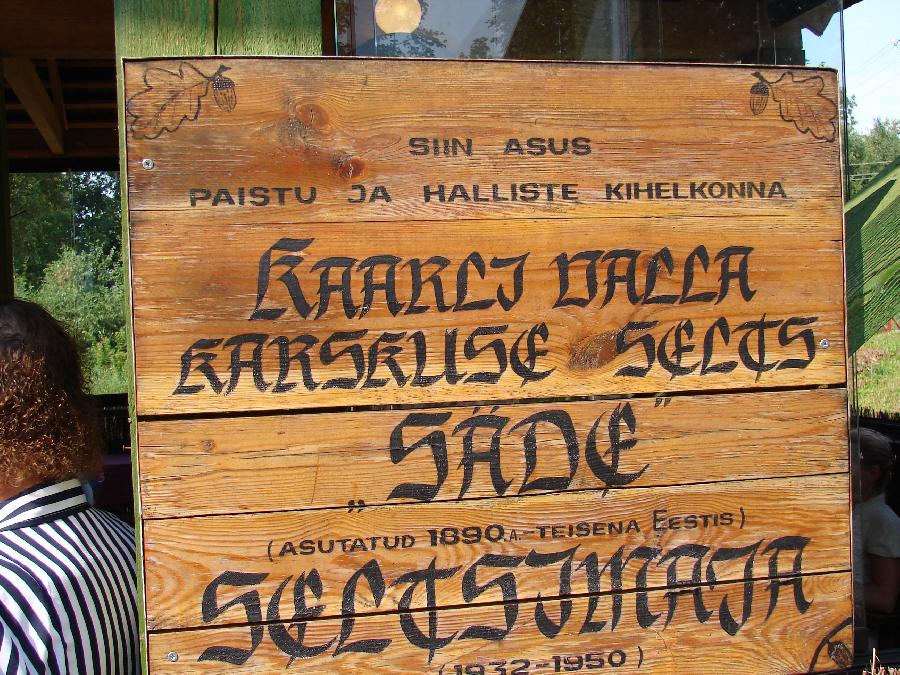 SIIN ASUS
PAISTU JA HALLISTE KIHELKONNA
KAARLI VALLA
KARSKUSE SELTS
„SÄDE"
(ASUTATUD 1890.A.-TEISENA EESTIS)
SELTSIMAJA
(1932-1950)